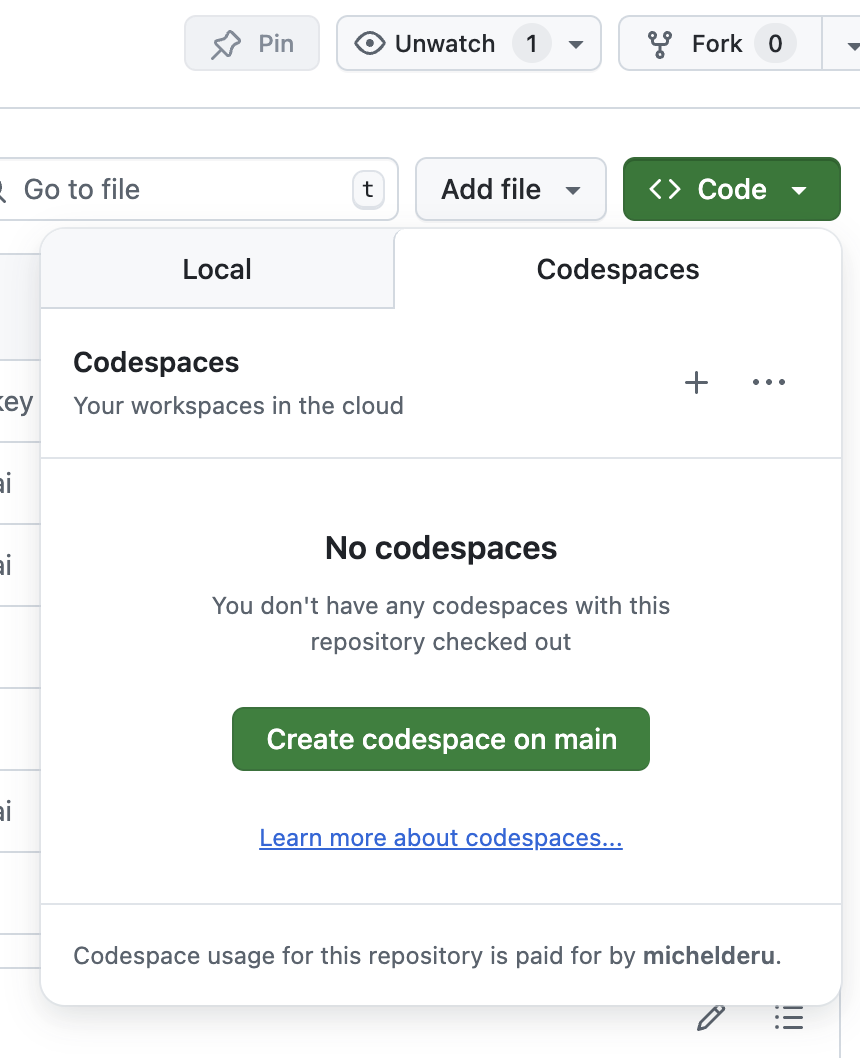 Pin
Unwatch 1
Fork 0
Go to file t
Add file
<> Code
Local
Codespaces
Codespaces
Your workspaces in the cloud
key
ai
ai
No codespaces
You don't have any codespaces with this
repository checked out
Create codespace on main
ai
Learn more about codespaces...
Codespace usage for this repository is paid for by michelderu.